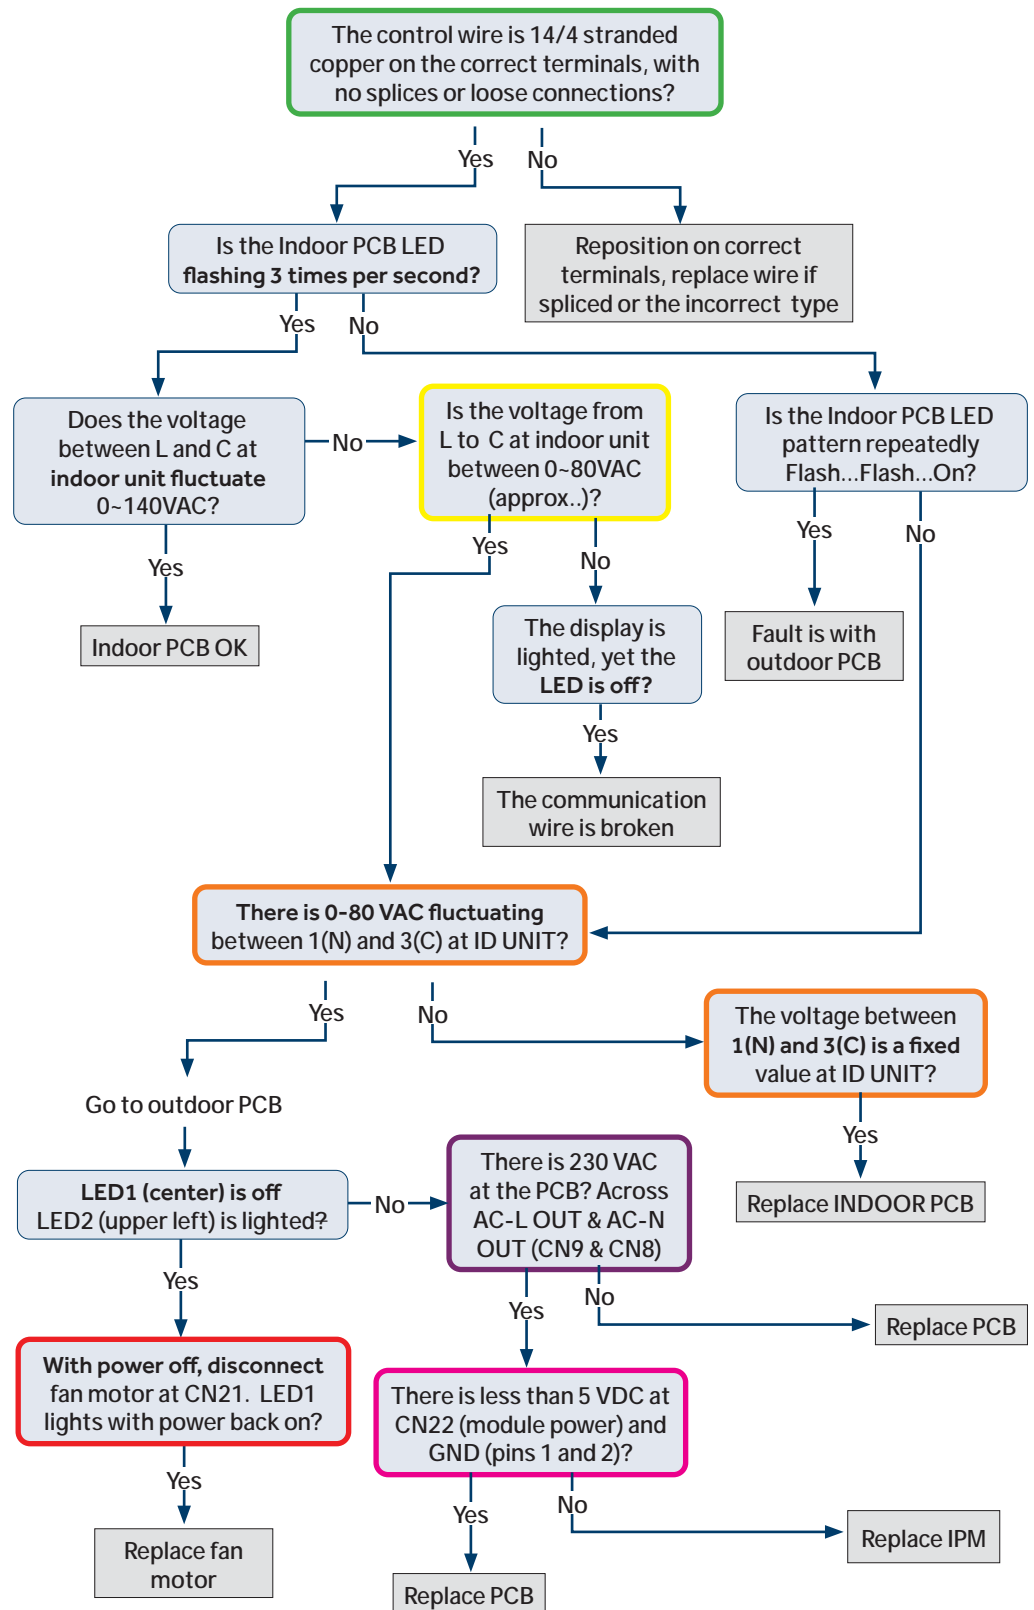 The control wire is 14/4 stranded
copper on the correct terminals, with
no splices or loose connections?
Yes
No
Is the Indoor PCB LED
flashing 3 times per second?
Reposition on correct
terminals, replace wire if
spliced or the incorrect type
Yes
No
Does the voltage
between L and C at
indoor unit fluctuate
0~140VAC?
No
Is the voltage from
L to C at indoor unit
between 0~80VAC
(approx..)?
Is the Indoor PCB LED
pattern repeatedly
Flash...Flash...On?
Yes
Yes
No
Yes
No
Indoor PCB OK
The display is
lighted, yet the
LED is off?
Fault is with
outdoor PCB
Yes
The communication
wire is broken
There is 0-80 VAC fluctuating
between 1(N) and 3(C) at ID UNIT?
Yes
No
The voltage between
1(N) and 3(C) is a fixed
value at ID UNIT?
Go to outdoor PCB
Yes
Replace INDOOR PCB
LED1 (center) is off
LED2 (upper left) is lighted?
No
There is 230 VAC
at the PCB? Across
AC-L OUT & AC-N
OUT (CN9 & CN8)
Yes
Yes
No
Replace PCB
With power off, disconnect
fan motor at CN21. LED1
lights with power back on?
There is less than 5 VDC at
CN22 (module power) and
GND (pins 1 and 2)?
Yes
Yes
No
Replace fan
motor
Replace IPM
Replace PCB